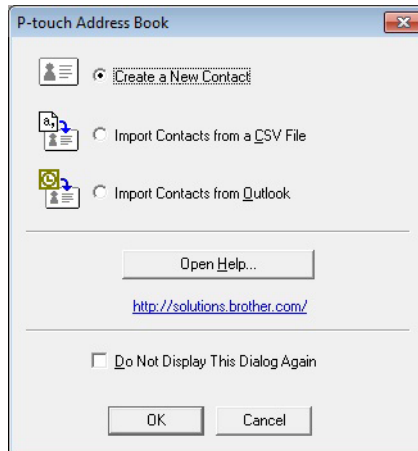 P-touch Address Book
Create a New Contact
a,
Import Contacts from a CSV File
Import Contacts from Outlook
Open Help...
http://solutions.brother.com/
Do Not Display This Dialog Again
OK
Cancel